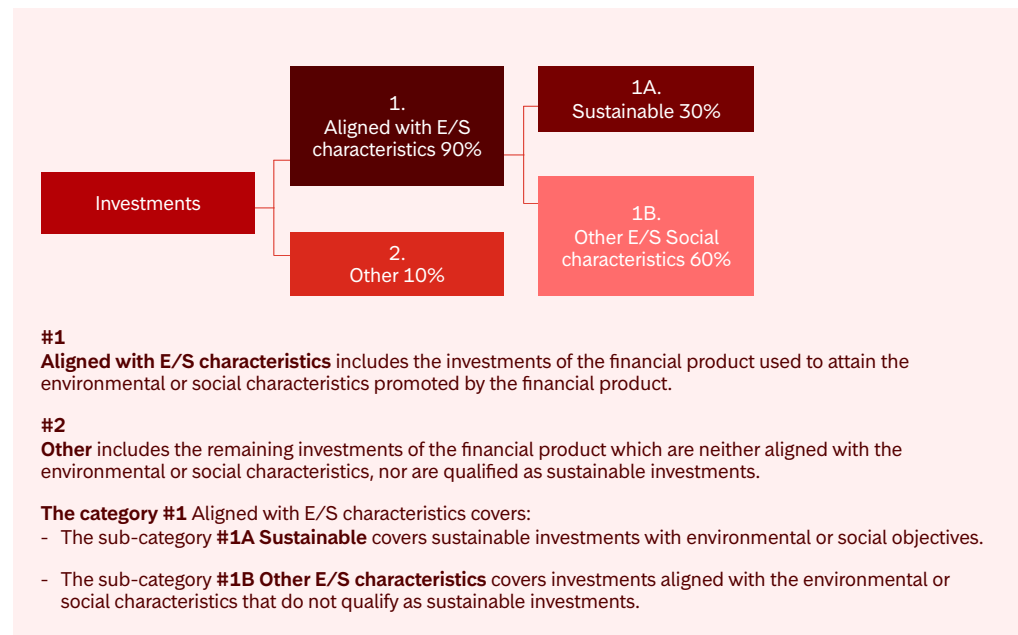 1.
Aligned with E/S
characteristics 90%
1A.
Sustainable 30%
Investments
1B.
Other E/S Social
characteristics 60%
2.
Other 10%
#1
Aligned with E/S characteristics includes the investments of the financial product used to attain the
environmental or social characteristics promoted by the financial product.
#2
Other includes the remaining investments of the financial product which are neither aligned with the
environmental or social characteristics, nor are qualified as sustainable investments.
The category #1 Aligned with E/S characteristics covers:
- The sub-category #1A Sustainable covers sustainable investments with environmental or social objectives.
- The sub-category #1B Other E/S characteristics covers investments aligned with the environmental or
social characteristics that do not qualify as sustainable investments.